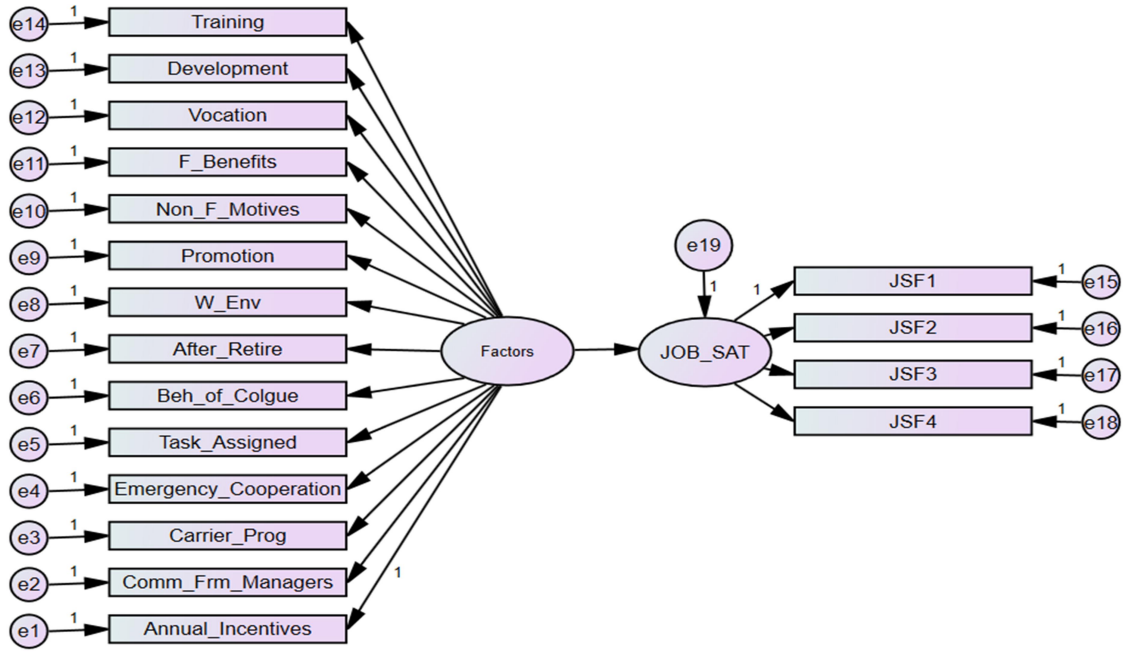 e14 1 Training
e13 1 Development
e12 1 Vocation
e11 1 F_Benefits
e10 1 Non_F_Motives
e9 1 Promotion
e8 1 W_Env
e7 1 After_Retire
e6 1 Beh_of_Colgue
e5 1 Task_Assigned
e4 1 Emergency_Cooperation
e3 1 Carrier_Prog
e2 1 Comm_Frm_Managers
e1 1 Annual_Incentives
1
Factors
e19
1
JOB_SAT
1
JSF1 1 e15
JSF2 1 e16
JSF3 1 e17
JSF4 1 e18